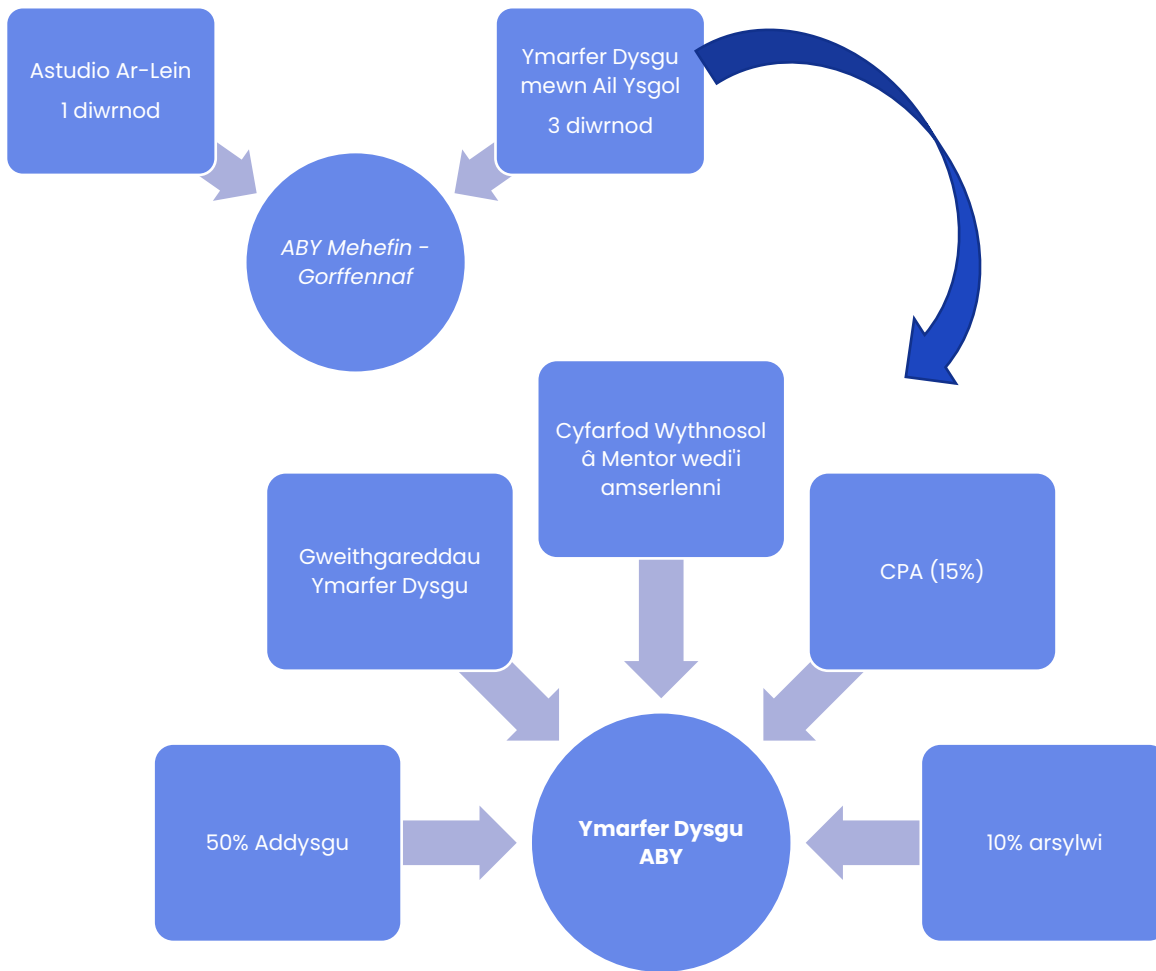 Astudio Ar-Lein
1 diwrnod
Ymarfer Dysgu
mewn Ail Ysgol
3 diwrnod
ABY Mehefin -
Gorffennaf
Cyfarfod Wythnosol
â Mentor wedi'i
amserlenni
Gweithgareddau
Ymarfer Dysgu
CPA (15%)
50% Addysgu
Ymarfer Dysgu
ABY
10% arsylwi